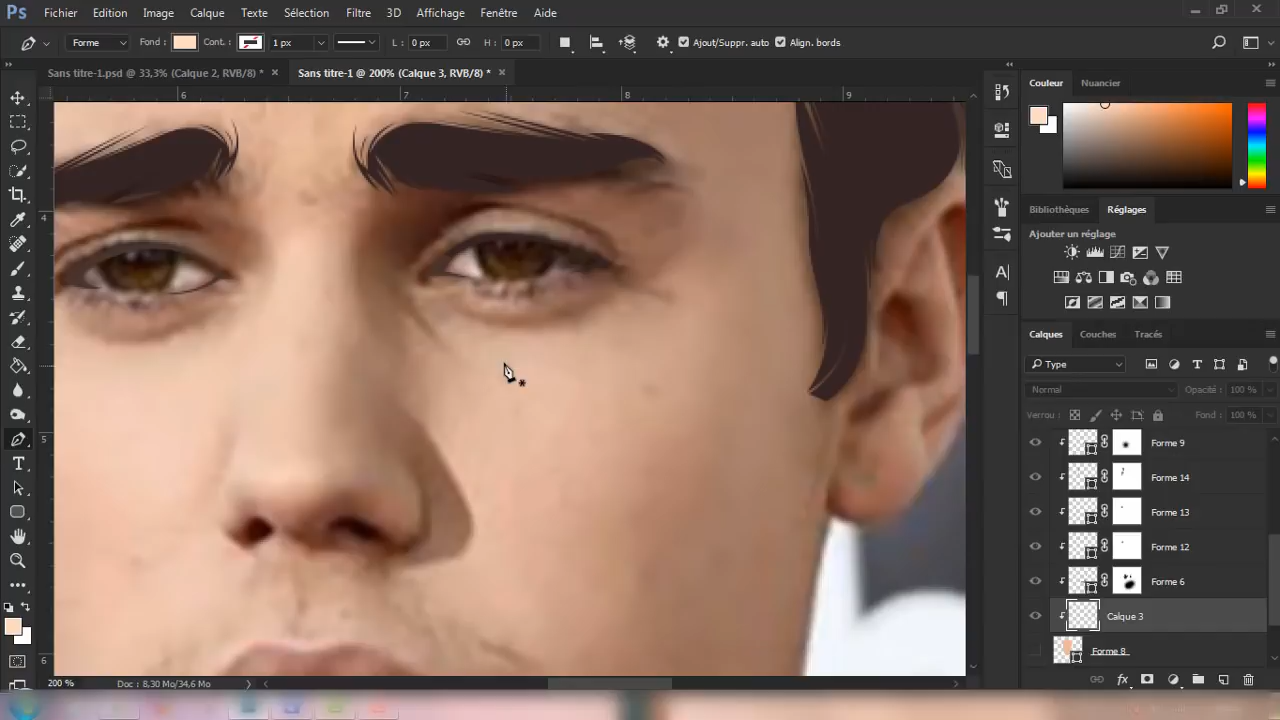 Ps Fichier Edition Image Calque Texte Sélection Filtre 3D Affichage Fenêtre Aide
Forme Fond : Cont. : 1 px L : 0 px H : 0 px Ajout/Suppr. auto Align. bords
Sans titre-1.psd @ 33,3% (Calque 2, RVB/8) * × Sans titre-1 @ 200% (Calque 3, RVB/8) * ×
Couleur Nuancier
6 7 8 9
4
5
6
Bibliothèques Réglages
Ajouter un réglage
Calques Couches Tracés
Type
Normal Opacité : 100 %
Verrou : Fond : 100 %
Forme 9
Forme 14
Forme 13
Forme 12
Forme 6
Calque 3
Forme 8
200 % Doc : 8,30 Mo/34,6 Mo